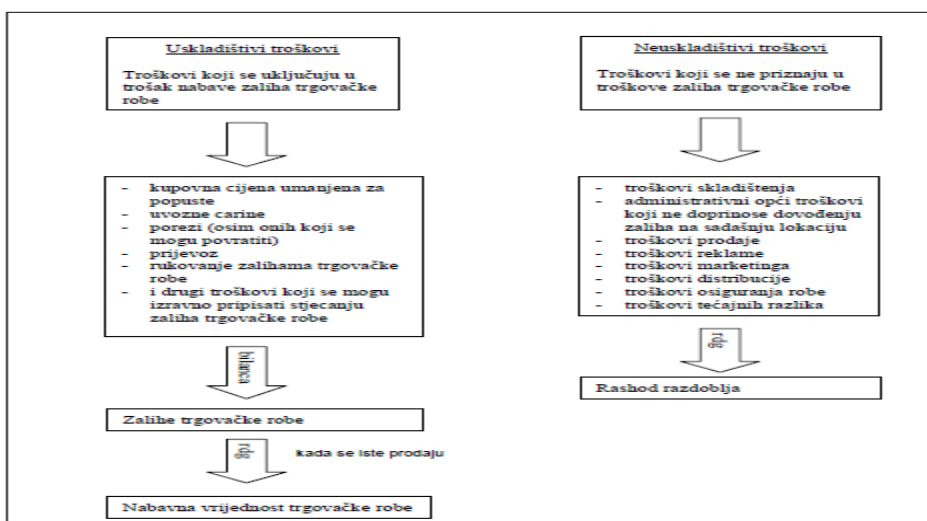 Uskladištivi troškovi
Troškovi koji se uključuju u
trošak nabave zaliha trgovačke
robe
- kupovna cijena umanjena za
popuste
- uvozne carine
- porezi (osim onih koji se
mogu povratiti)
- prijevoz
- rukovanje zalihama trgovačke
robe
- i drugi troškovi koji se mogu
izravno pripisati stjecanju
zaliha trgovačke robe
bilanca
Zalihe trgovačke robe
rdg
kada se iste prodaju
Nabavna vrijednost trgovačke robe
Neuskladištivi troškovi
Troškovi koji se ne priznaju u
troškove zaliha trgovačke robe
- troškovi skladištenja
- administrativni opći troškovi
koji ne doprinose dovođenju
zaliha na sadašnju lokaciju
- troškovi prodaje
- troškovi reklame
- troškovi marketinga
- troškovi distribucije
- troškovi osiguranja robe
- troškovi tečajnih razlika
rdg
Rashod razdoblja